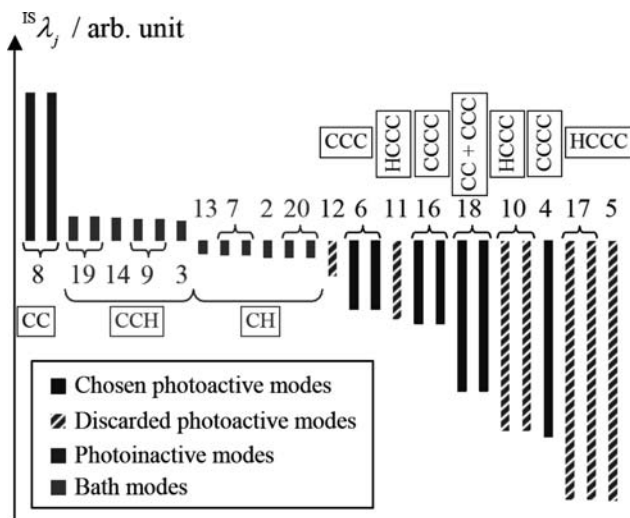 IS λj / arb. unit
CCC HCCC CCCC CC + CCC HCCC CCCC HCCC
13 7 2 20 12 6 11 16 18 10 4 17 5
8 19 14 9 3
CC CCH CH
Chosen photoactive modes
Discarded photoactive modes
Photoinactive modes
Bath modes